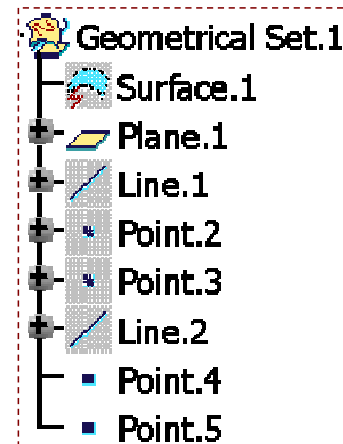 Geometrical Set.1
Surface.1
Plane.1
Line.1
Point.2
Point.3
Line.2
Point.4
Point.5